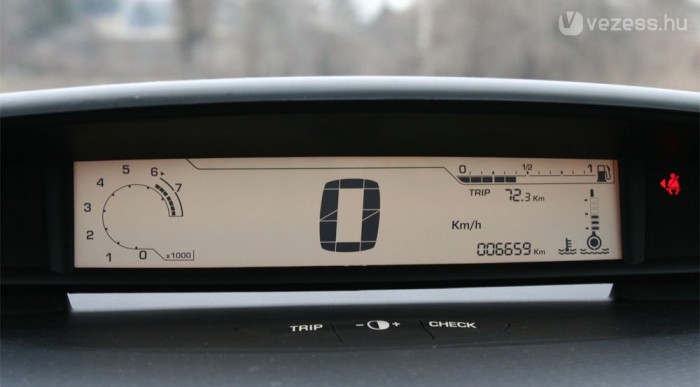 vezess.hu
0 1/2 1
5
4 6
3 7
2
1 0 x1000
0
TRIP 72.3 Km
Km/h
006659 Km
TRIP - + CHECK